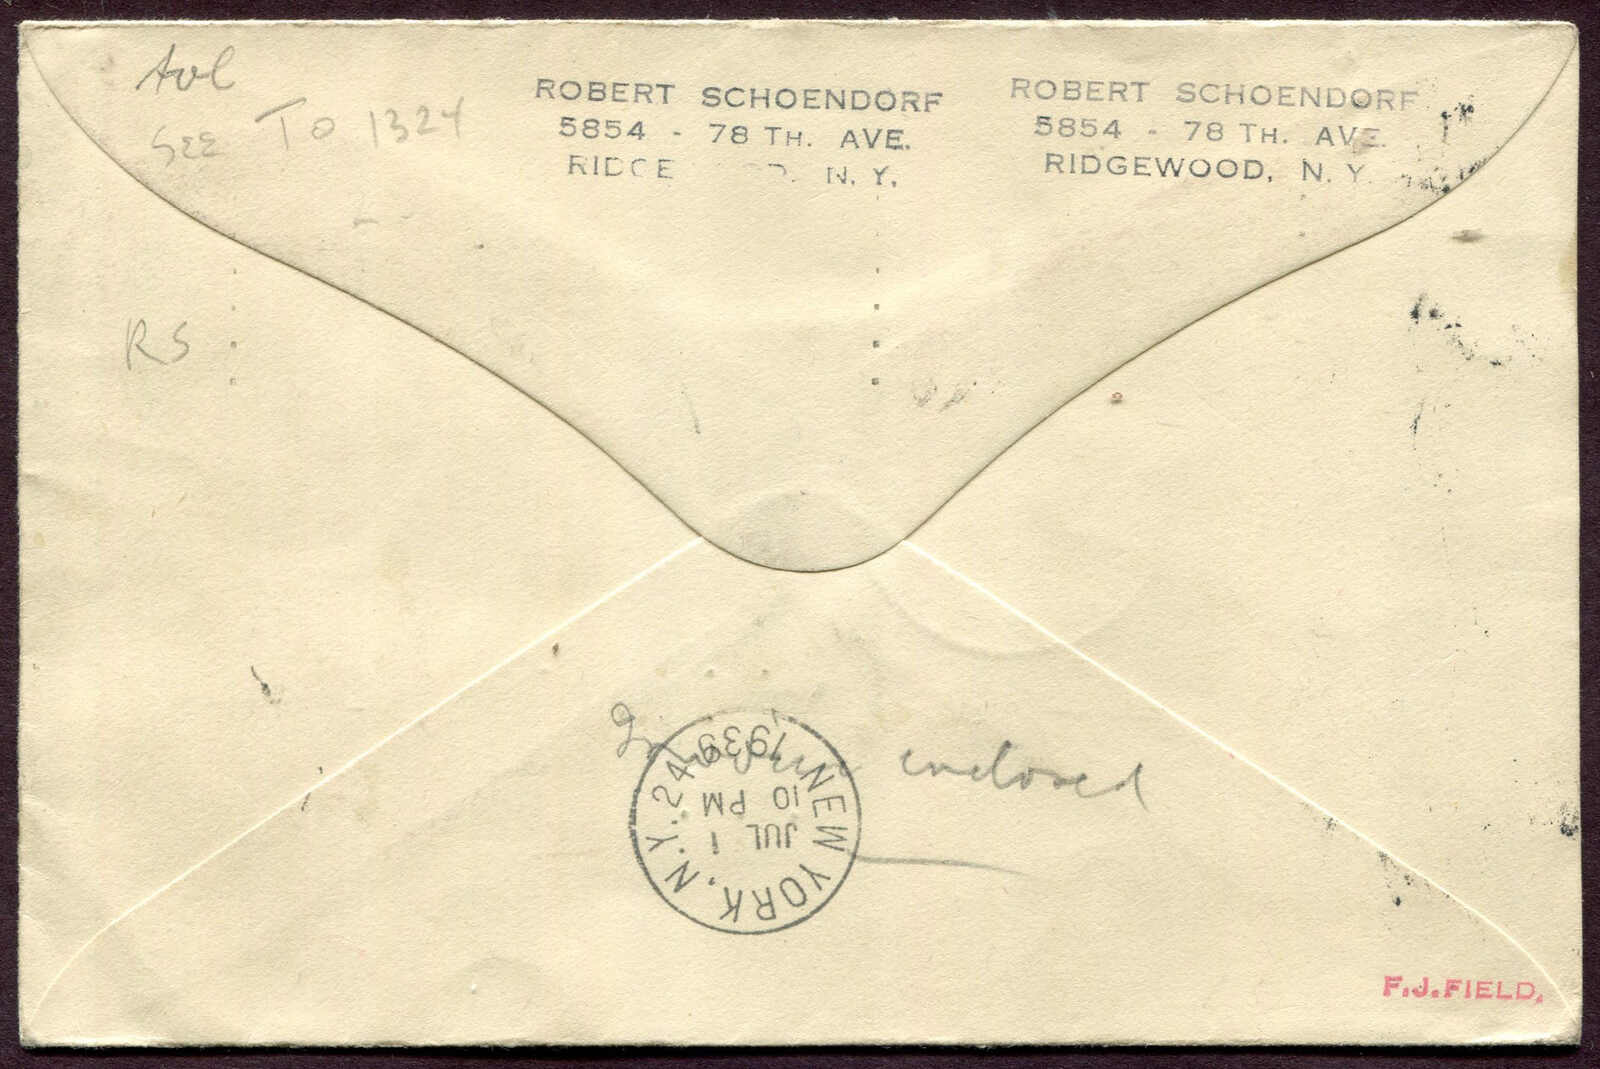 SEE TO 1324
ROBERT SCHOENDORF
5854 - 78 TH. AVE.
N. Y.
ROBERT SCHOENDORF
5854 - 78 TH. AVE.
RIDGEWOOD, N. Y.
RS
enclosed
NEW YORK, N.Y. 24
JUL 1
10 PM
1939
F.J.FIELD.